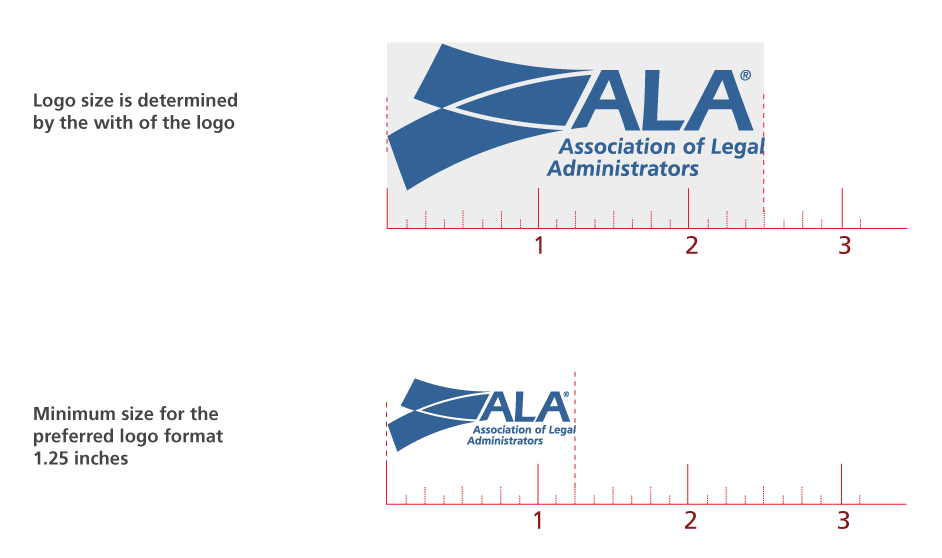 Logo size is determined
by the with of the logo
ALA®
Association of Legal
Administrators
1 2 3
Minimum size for the
preferred logo format
1.25 inches
ALA®
Association of Legal
Administrators
1 2 3